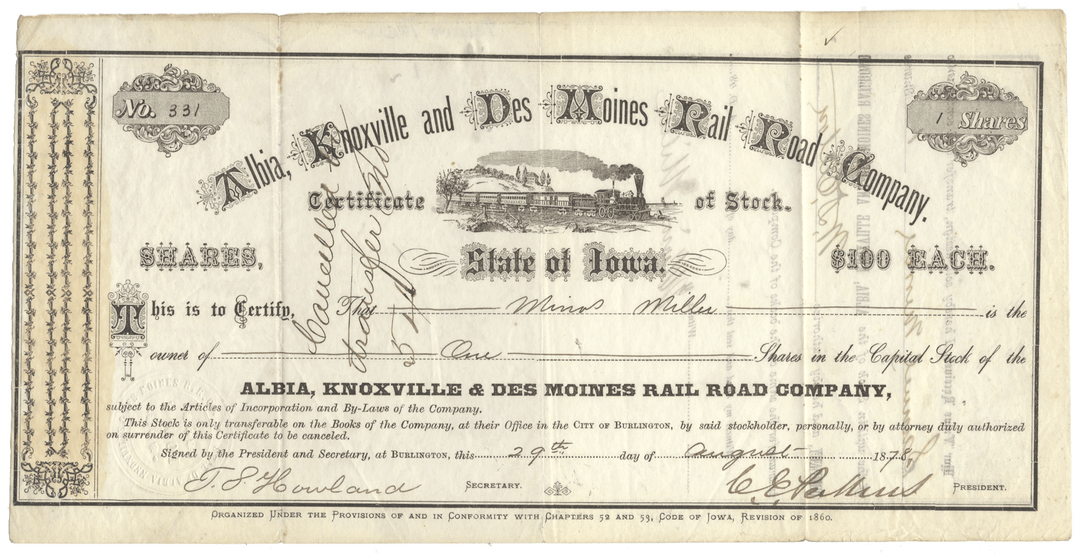 No. 331
1 Shares
Albia, Knoxville and Des Moines Rail Road Company.
Certificate of Stock.
SHARES, $100 EACH.
State of Iowa.
This is to Certify, That Minos Miller is the
owner of One Shares in the Capital Stock of the
ALBIA, KNOXVILLE & DES MOINES RAIL ROAD COMPANY,
subject to the Articles of Incorporation and By-Laws of the Company.
This Stock is only transferable on the Books of the Company, at their Office in the CITY OF BURLINGTON, by said stockholder, personally, or by attorney duly authorized
on surrender of this Certificate to be canceled.
Signed by the President and Secretary, at BURLINGTON, this 29th day of August 1878,
T. S. Howland SECRETARY. C. E. Perkins PRESIDENT.
ORGANIZED UNDER THE PROVISIONS OF AND IN CONFORMITY WITH CHAPTERS 52 AND 53, CODE OF IOWA, REVISION OF 1860.
Cancelled
transfer